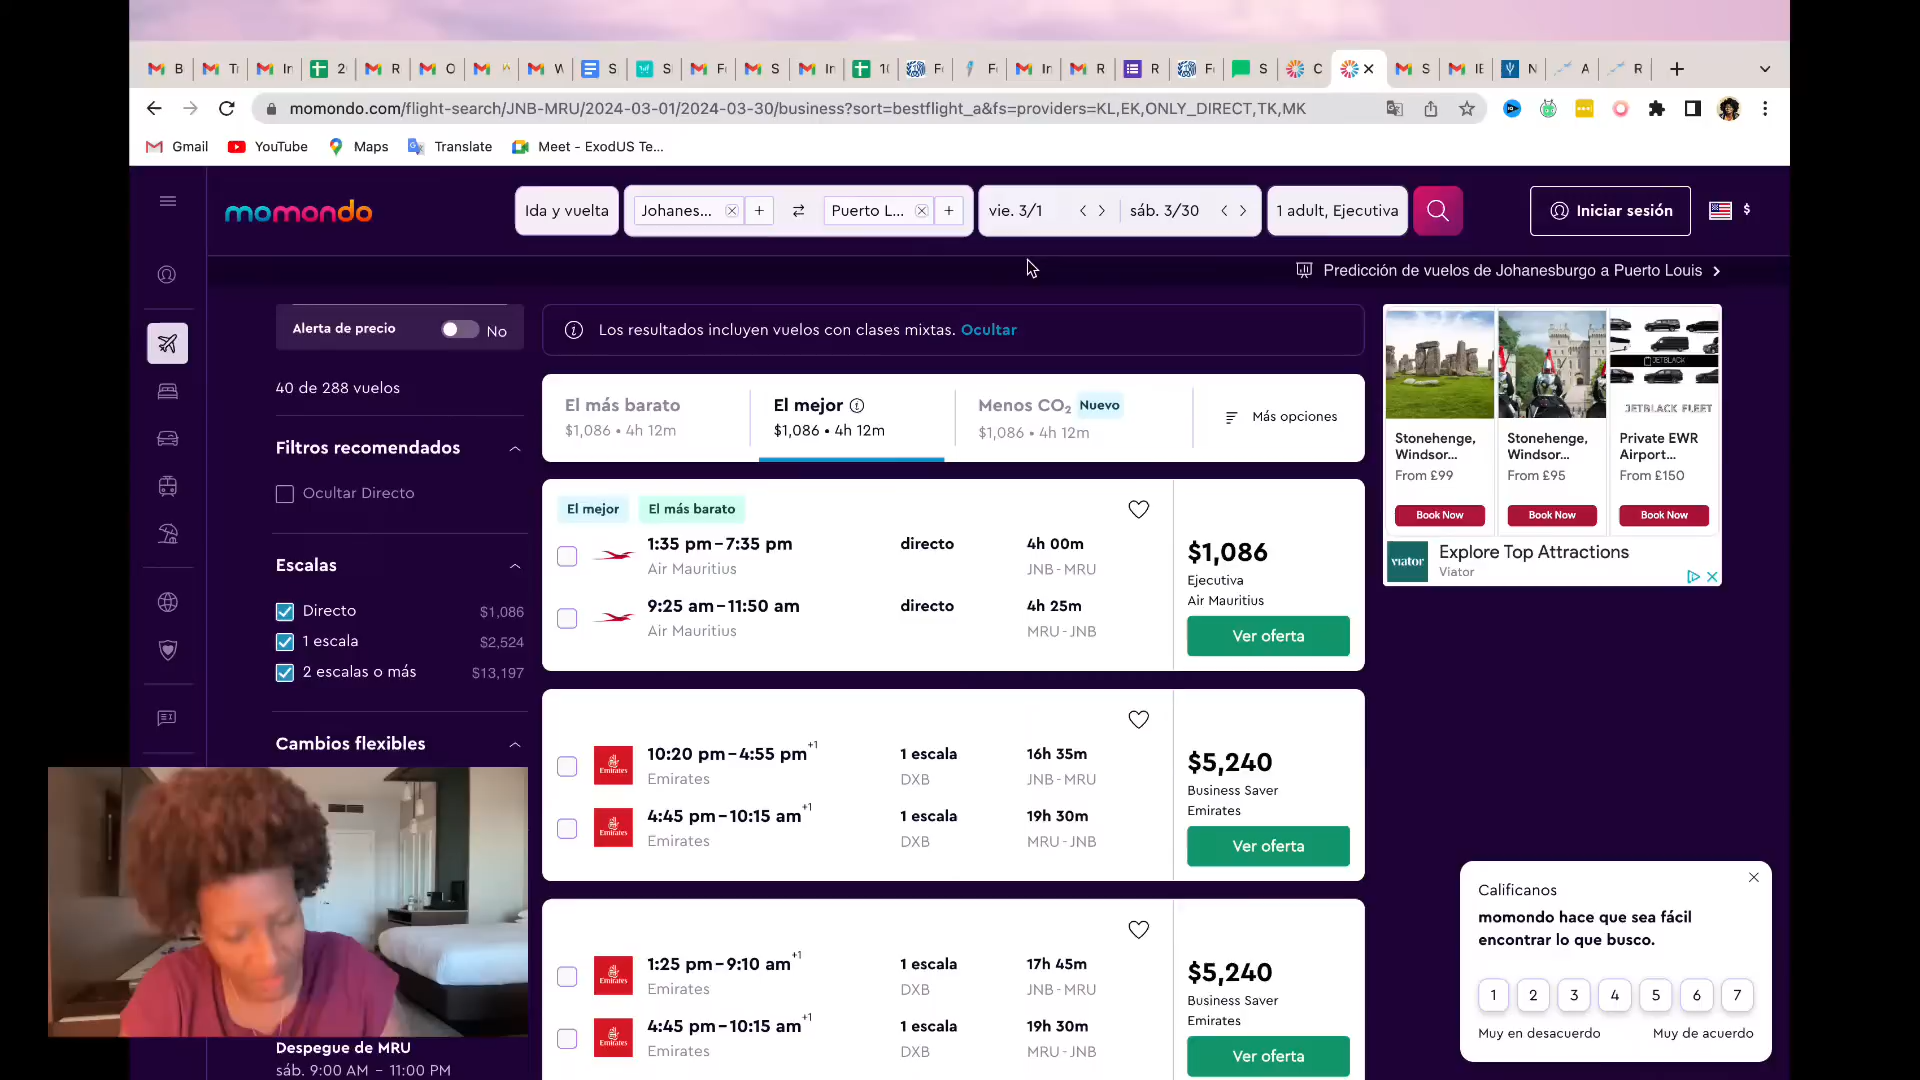 B
Tr
In
2
R
O
W
S
S
F
S
In
10
Fo
Fo
In
R
R
F
S
C
S
IE
N
A
R
momondo.com/flight-search/JNB-MRU/2024-03-01/2024-03-30/business?sort=bestflight_a&fs=providers=KL,EK,ONLY_DIRECT,TK,MK
Gmail
YouTube
Maps
Translate
Meet - ExodUS Te...
momondo
Ida y vuelta
Johanes...
Puerto L...
vie. 3/1
sáb. 3/30
1 adult, Ejecutiva
Iniciar sesión
$
Predicción de vuelos de Johanesburgo a Puerto Louis
Alerta de precio
No
40 de 288 vuelos
Filtros recomendados
Ocultar Directo
Escalas
Directo $1,086
1 escala $2,524
2 escalas o más $13,197
Cambios flexibles
Despegue de MRU
sáb. 9:00 AM – 11:00 PM
Los resultados incluyen vuelos con clases mixtas. Ocultar
El más barato
$1,086 • 4h 12m
El mejor
$1,086 • 4h 12m
Menos CO₂ Nuevo
$1,086 • 4h 12m
Más opciones
El mejor
El más barato
1:35 pm–7:35 pm directo 4h 00m
Air Mauritius JNB-MRU
9:25 am–11:50 am directo 4h 25m
Air Mauritius MRU-JNB
$1,086
Ejecutiva
Air Mauritius
Ver oferta
10:20 pm–4:55 pm+1 1 escala 16h 35m
Emirates DXB JNB-MRU
4:45 pm–10:15 am+1 1 escala 19h 30m
Emirates DXB MRU-JNB
$5,240
Business Saver
Emirates
Ver oferta
1:25 pm–9:10 am+1 1 escala 17h 45m
Emirates DXB JNB-MRU
4:45 pm–10:15 am+1 1 escala 19h 30m
Emirates DXB MRU-JNB
$5,240
Business Saver
Emirates
Ver oferta
JETBLACK
JETBLACK FLEET
Stonehenge,
Windsor...
From £99
Book Now
Stonehenge,
Windsor...
From £95
Book Now
Private EWR
Airport...
From £150
Book Now
viator
Explore Top Attractions
Viator
Califícanos
momondo hace que sea fácil
encontrar lo que busco.
1 2 3 4 5 6 7
Muy en desacuerdo
Muy de acuerdo